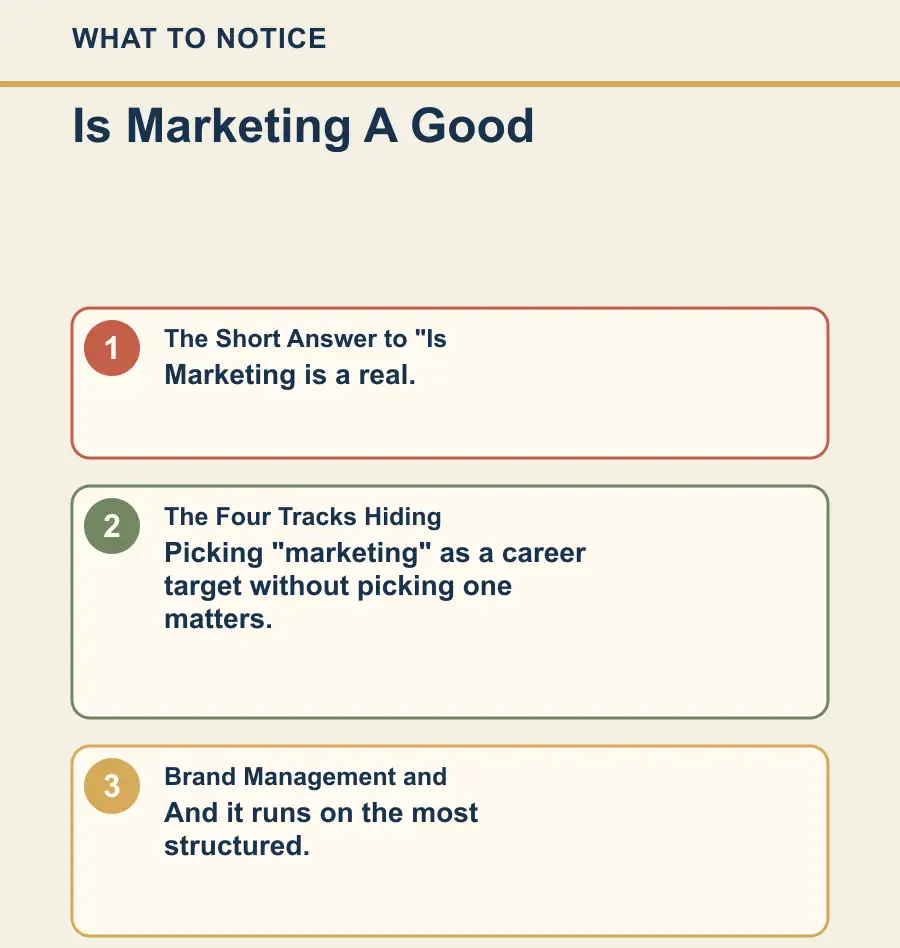 WHAT TO NOTICE
Is Marketing A Good
1
The Short Answer to "Is
Marketing is a real.
2
The Four Tracks Hiding
Picking "marketing" as a career
target without picking one
matters.
3
Brand Management and
And it runs on the most
structured.